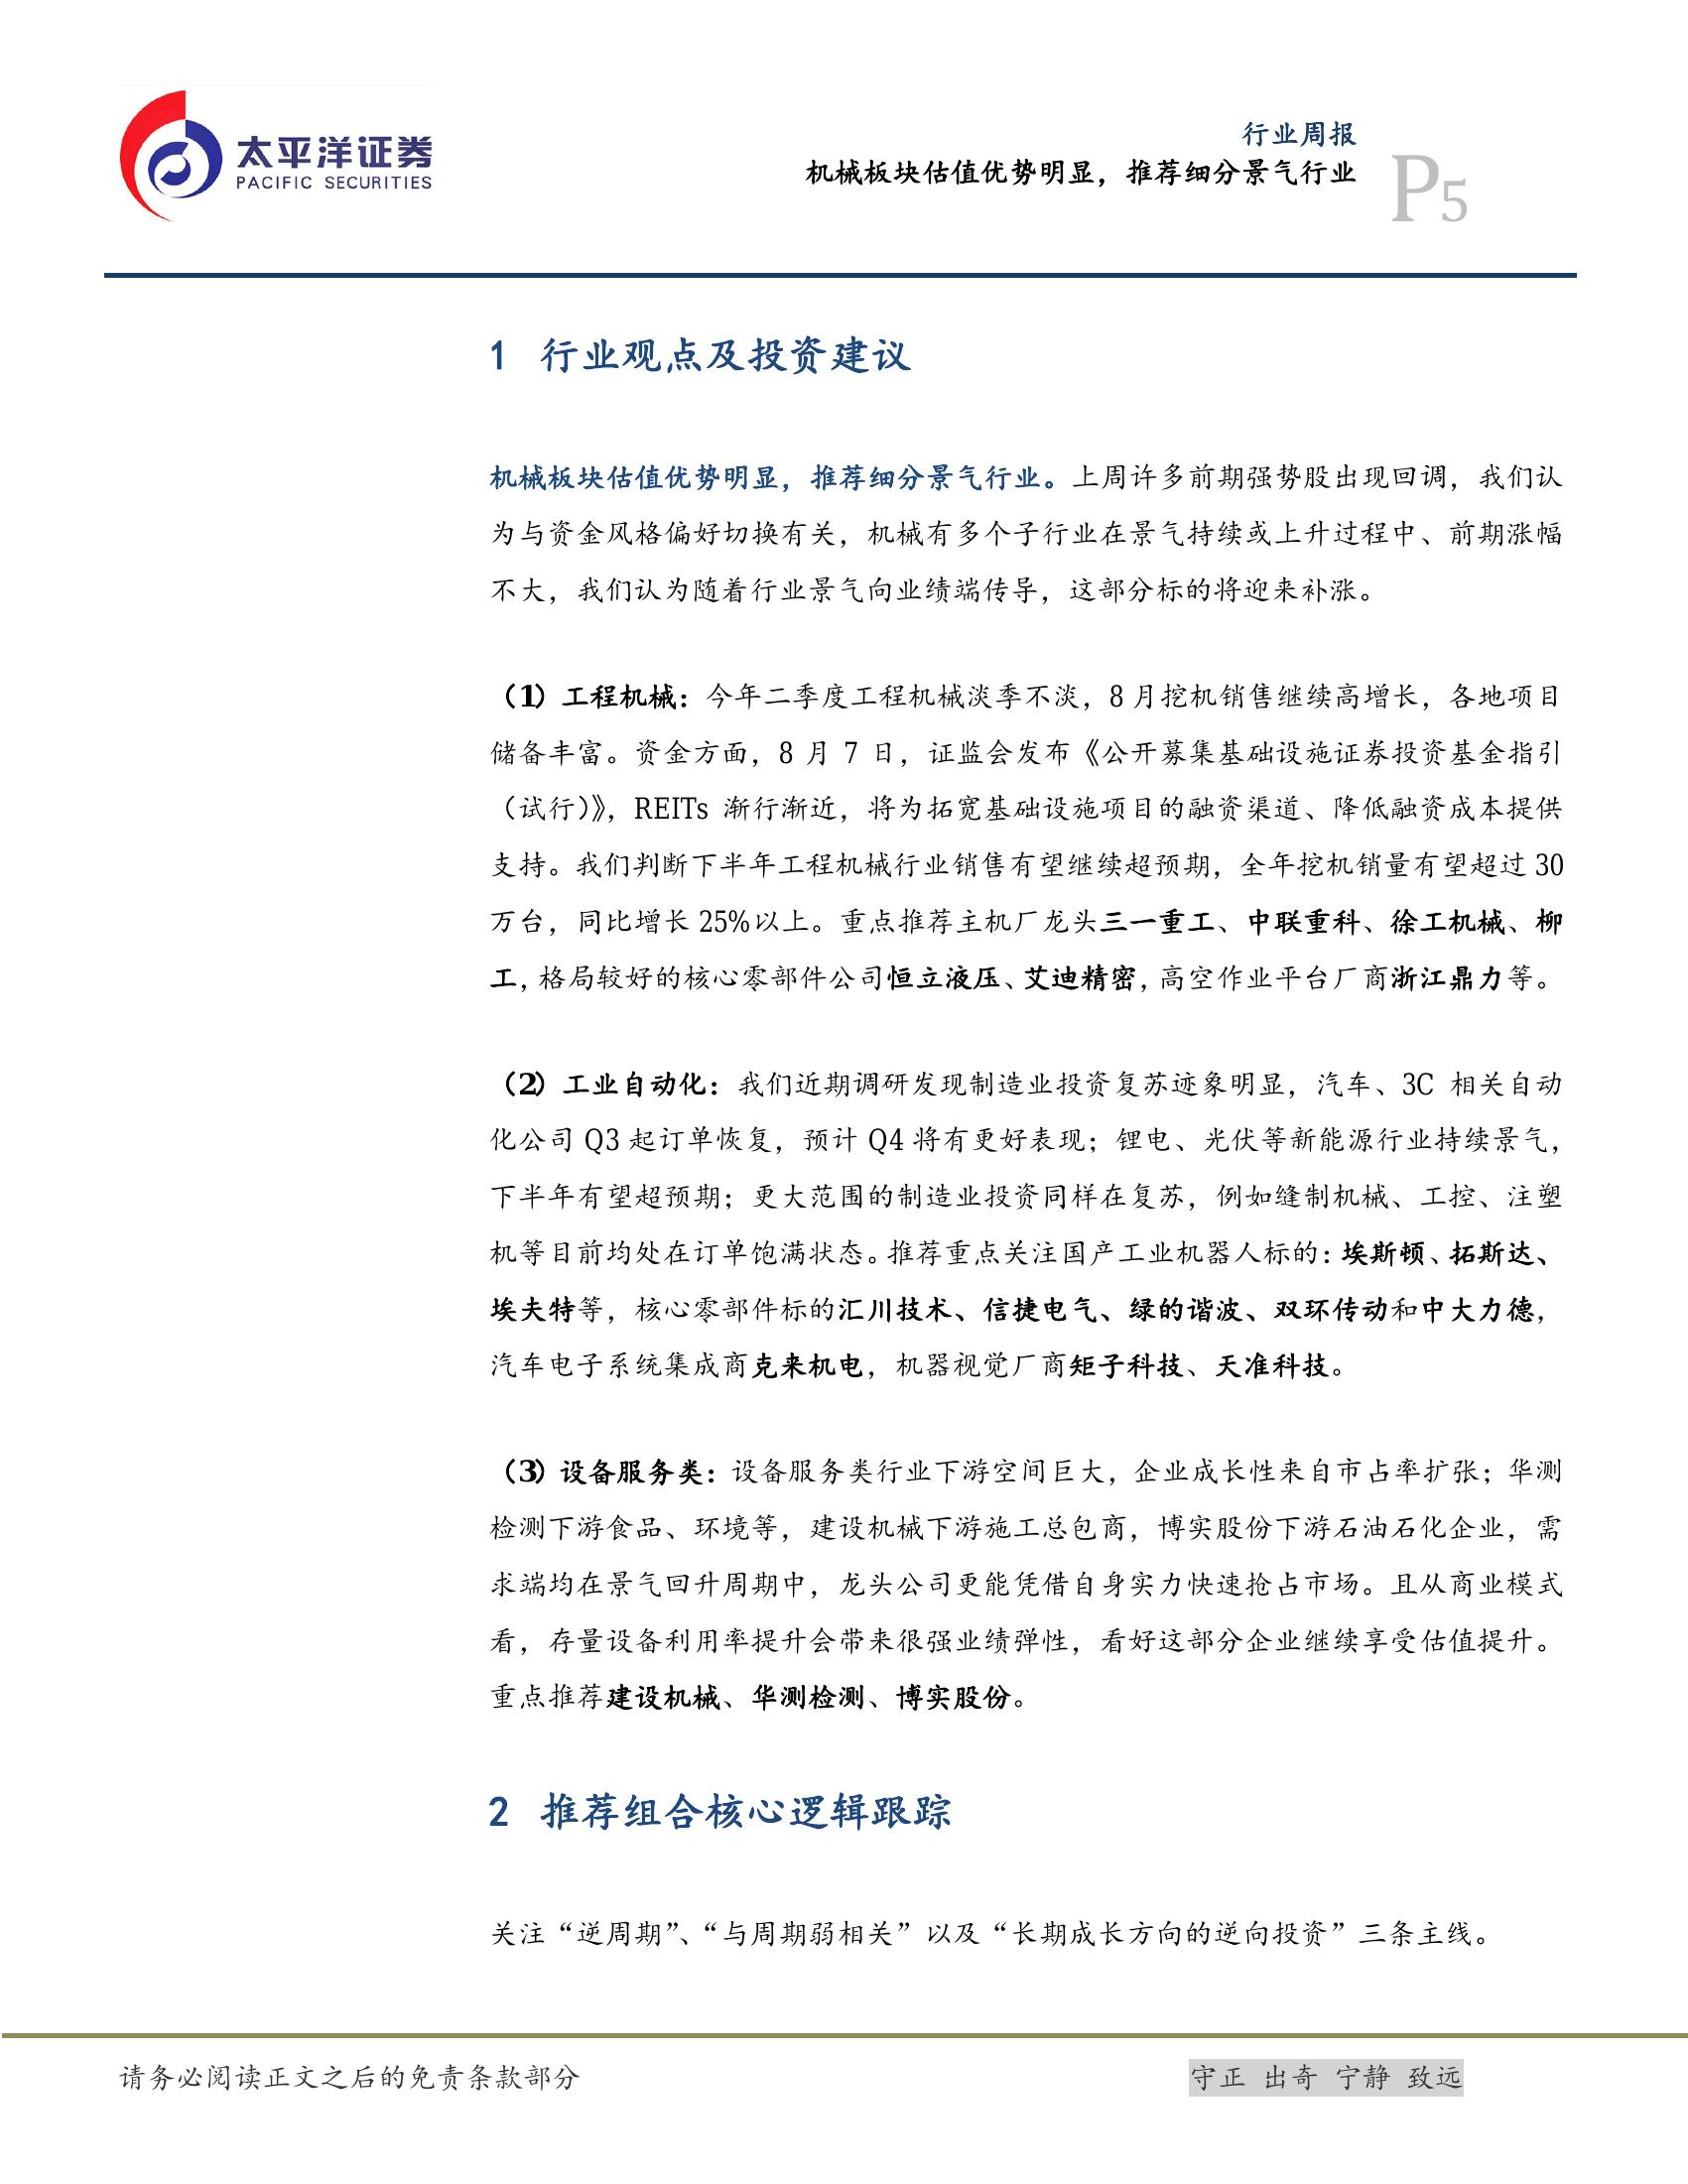 太平洋证券
PACIFIC SECURITIES
行业周报
机械板块估值优势明显，推荐细分景气行业
P5
1 行业观点及投资建议
机械板块估值优势明显，推荐细分景气行业。上周许多前期强势股出现回调，我们认
为与资金风格偏好切换有关，机械有多个子行业在景气持续或上升过程中、前期涨幅
不大，我们认为随着行业景气向业绩端传导，这部分标的将迎来补涨。
（1）工程机械：今年二季度工程机械淡季不淡，8 月挖机销售继续高增长，各地项目
储备丰富。资金方面，8 月 7 日，证监会发布《公开募集基础设施证券投资基金指引
（试行）》，REITs 渐行渐近，将为拓宽基础设施项目的融资渠道、降低融资成本提供
支持。我们判断下半年工程机械行业销售有望继续超预期，全年挖机销量有望超过 30
万台，同比增长 25%以上。重点推荐主机厂龙头三一重工、中联重科、徐工机械、柳
工，格局较好的核心零部件公司恒立液压、艾迪精密，高空作业平台厂商浙江鼎力等。
（2）工业自动化：我们近期调研发现制造业投资复苏迹象明显，汽车、3C 相关自动
化公司 Q3 起订单恢复，预计 Q4 将有更好表现；锂电、光伏等新能源行业持续景气，
下半年有望超预期；更大范围的制造业投资同样在复苏，例如缝制机械、工控、注塑
机等目前均处在订单饱满状态。推荐重点关注国产工业机器人标的：埃斯顿、拓斯达、
埃夫特等，核心零部件标的汇川技术、信捷电气、绿的谐波、双环传动和中大力德，
汽车电子系统集成商克来机电，机器视觉厂商矩子科技、天准科技。
（3）设备服务类：设备服务类行业下游空间巨大，企业成长性来自市占率扩张；华测
检测下游食品、环境等，建设机械下游施工总包商，博实股份下游石油石化企业，需
求端均在景气回升周期中，龙头公司更能凭借自身实力快速抢占市场。且从商业模式
看，存量设备利用率提升会带来很强业绩弹性，看好这部分企业继续享受估值提升。
重点推荐建设机械、华测检测、博实股份。
2 推荐组合核心逻辑跟踪
关注“逆周期”、“与周期弱相关”以及“长期成长方向的逆向投资”三条主线。
请务必阅读正文之后的免责条款部分
守正 出奇 宁静 致远